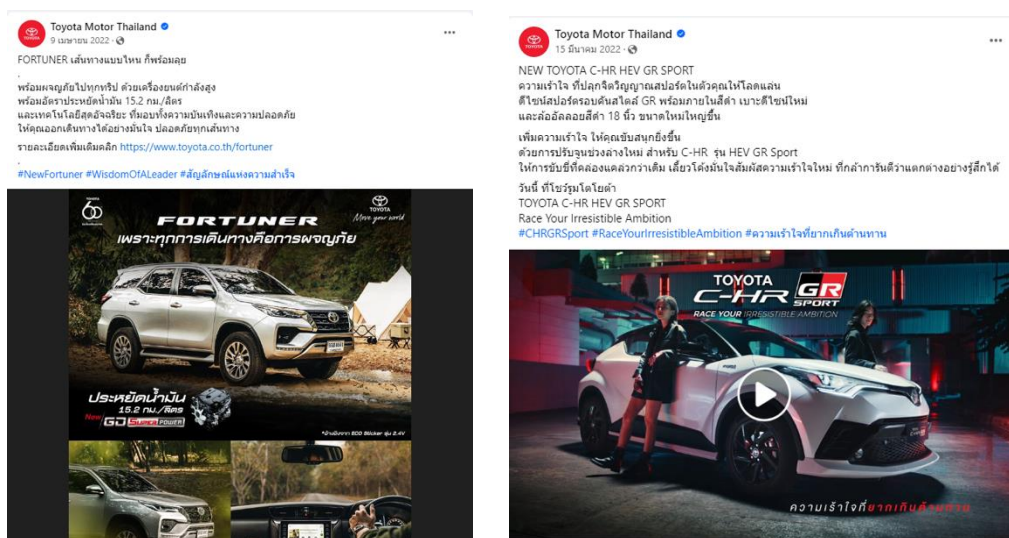 Toyota Motor Thailand
9 เมษายน 2022
FORTUNER เส้นทางแบบไหน ก็พร้อมลุย
.
พร้อมผจญภัยไปทุกทริป ด้วยเครื่องยนต์กำลังสูง
พร้อมอัตราประหยัดน้ำมัน 15.2 กม./ลิตร
และเทคโนโลยีสุดอัจฉริยะ ที่มอบทั้งความบันเทิงและความปลอดภัย
ให้คุณออกเดินทางได้อย่างมั่นใจ ปลอดภัยทุกเส้นทาง
รายละเอียดเพิ่มเติมคลิก https://www.toyota.co.th/fortuner
.
#NewFortuner #WisdomOfALeader #สัญลักษณ์แห่งความสำเร็จ
TOYOTA
60
TOYOTA
Move your world
FORTUNER
เพราะทุกการเดินทางคือการผจญภัย
ประหยัดน้ำมัน
15.2 กม./ลิตร
New GD SUPER POWER
*อ้างอิงจาก ECO Sticker รุ่น 2.4V
Toyota Motor Thailand
15 มีนาคม 2022
NEW TOYOTA C-HR HEV GR SPORT
ความเร้าใจ ที่ปลุกจิตวิญญาณสปอร์ตในตัวคุณให้โลดแล่น
ดีไซน์สปอร์ตรอบคันสไตล์ GR พร้อมภายในสีดำ เบาะดีไซน์ใหม่
และล้ออัลลอยสีดำ 18 นิ้ว ขนาดใหม่ใหญ่ขึ้น
เพิ่มความเร้าใจ ให้คุณขับสนุกยิ่งขึ้น
ด้วยการปรับจูนช่วงล่างใหม่ สำหรับ C-HR รุ่น HEV GR Sport
ให้การขับขี่ที่คล่องแคล่วกว่าเดิม เลี้ยวโค้งมั่นใจสัมผัสความเร้าใจใหม่ ที่กล้าการันตีว่าแตกต่างอย่างรู้สึกได้
วันนี้ ที่โชว์รูมโตโยต้า
TOYOTA C-HR HEV GR SPORT
Race Your Irresistible Ambition
#CHRGRSport #RaceYourIrresistibleAmbition #ความเร้าใจที่ยากเกินต้านทาน
TOYOTA
C-HR GR SPORT
RACE YOUR IRRESISTIBLE AMBITION
ความเร้าใจที่ยากเกินต้านทาน